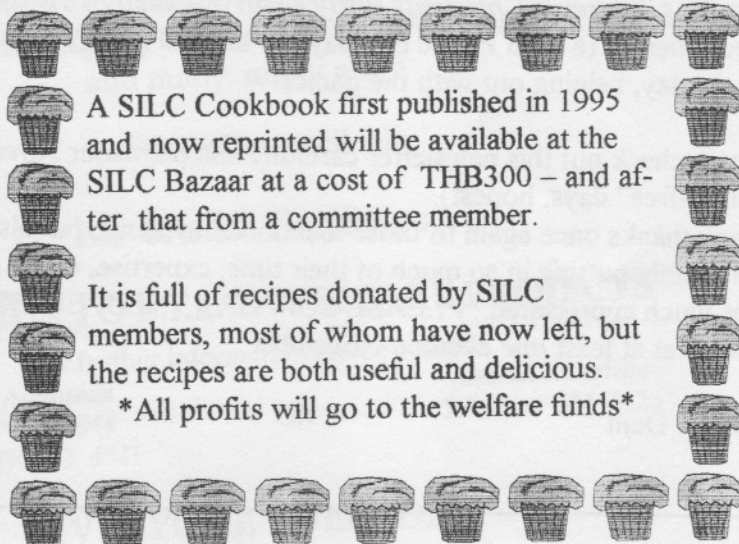 A SILC Cookbook first published in 1995
and now reprinted will be available at the
SILC Bazaar at a cost of THB300 – and af-
ter that from a committee member.
It is full of recipes donated by SILC
members, most of whom have now left, but
the recipes are both useful and delicious.
*All profits will go to the welfare funds*